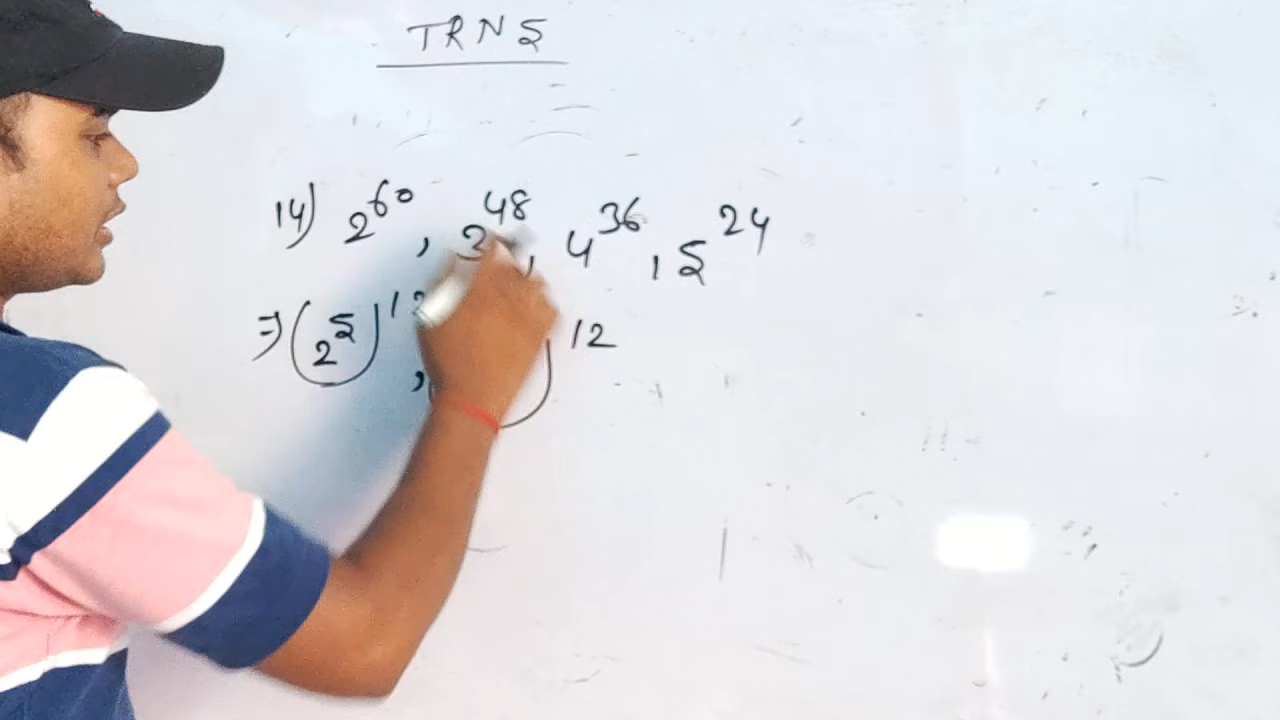 TRNS
14) 2^60, 3^48, 4^36, 5^24
⇒ (2^5)^12, ( )^12